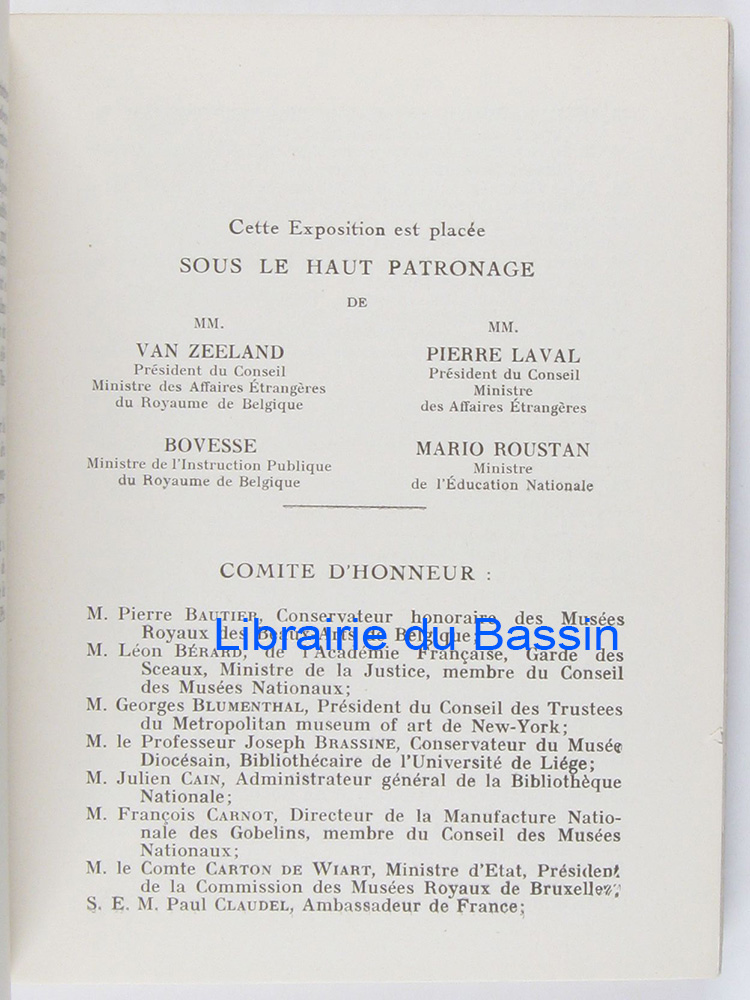 Cette Exposition est placée
SOUS LE HAUT PATRONAGE
DE
MM.
VAN ZEELAND
Président du Conseil
Ministre des Affaires Étrangères
du Royaume de Belgique
BOVESSE
Ministre de l'Instruction Publique
du Royaume de Belgique
MM.
PIERRE LAVAL
Président du Conseil
Ministre
des Affaires Étrangères
MARIO ROUSTAN
Ministre
de l'Éducation Nationale
COMITE D'HONNEUR :
M. Pierre BAUTIER, Conservateur honoraire des Musées
Royaux des Beaux-Arts de Belgique;
Librairie du Bassin
M. Léon BÉRARD, de l'Académie Française, Garde des
Sceaux, Ministre de la Justice, membre du Conseil
des Musées Nationaux;
M. Georges BLUMENTHAL, Président du Conseil des Trustees
du Metropolitan museum of art de New-York;
M. le Professeur Joseph BRASSINE, Conservateur du Musée
Diocésain, Bibliothécaire de l'Université de Liége;
M. Julien CAIN, Administrateur général de la Bibliothèque
Nationale;
M. François CARNOT, Directeur de la Manufacture Natio-
nale des Gobelins, membre du Conseil des Musées
Nationaux;
M. le Comte CARTON DE WIART, Ministre d'Etat, Président
de la Commission des Musées Royaux de
S. E. M. Paul CLAUDEL, Ambassadeur de France;